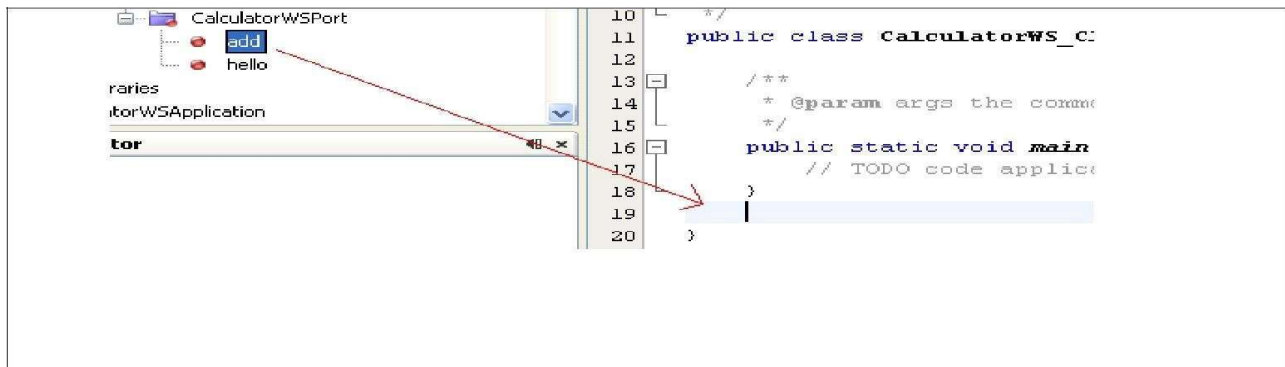 CalculatorWSPort
add
hello
raries
torWSApplication
tor
10 */
11 public class CalculatorWS_C
12
13 /**
14 * @param args the comm
15 */
16 public static void main
17 // TODO code applic
18 }
19
20 }